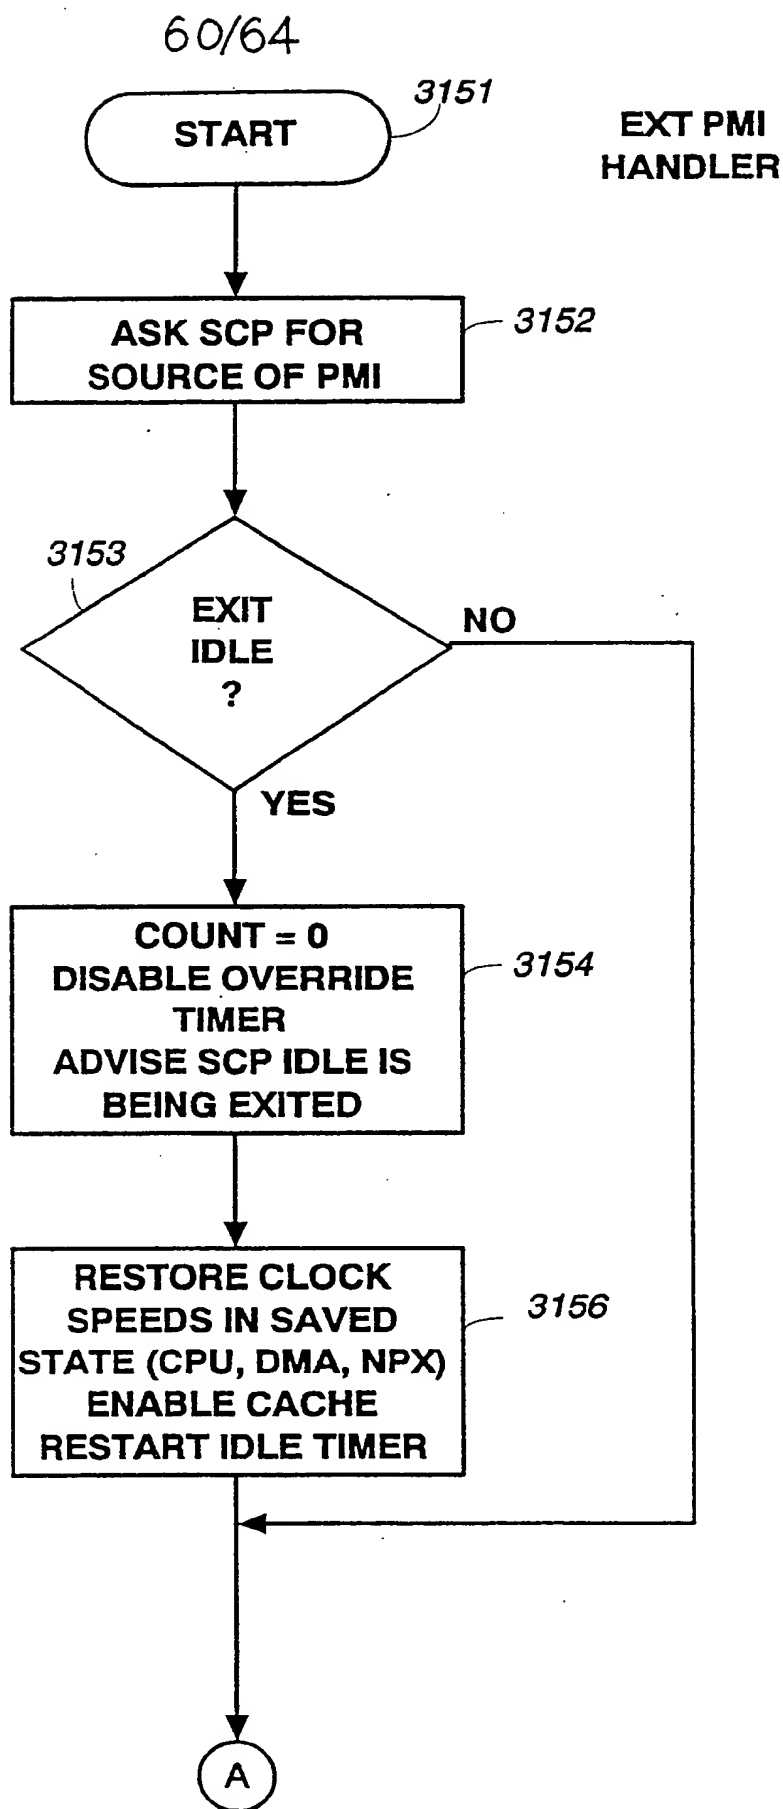 60/64
START
3151
EXT PMI
HANDLER
ASK SCP FOR
SOURCE OF PMI
3152
3153
EXIT
IDLE
?
NO
YES
COUNT = 0
DISABLE OVERRIDE
TIMER
ADVISE SCP IDLE IS
BEING EXITED
3154
RESTORE CLOCK
SPEEDS IN SAVED
STATE (CPU, DMA, NPX)
ENABLE CACHE
RESTART IDLE TIMER
3156
A